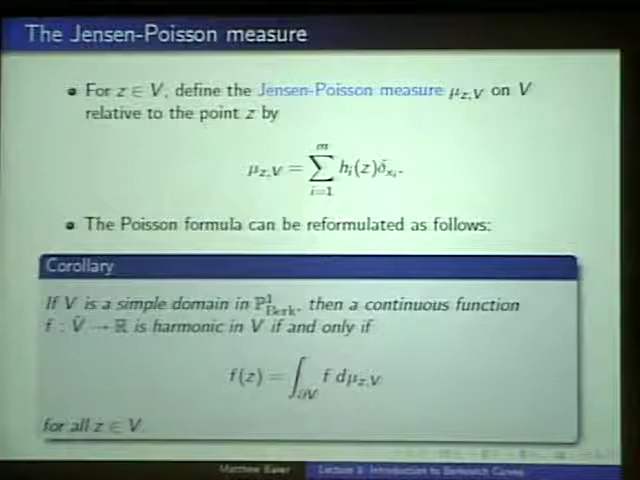 The Jensen-Poisson measure
• For z ∈ V, define the Jensen-Poisson measure μ_{z,V} on V
relative to the point z by
μ_{z,V} = ∑_{i=1}^{m} h_i(z)δ_{x_i}.
• The Poisson formula can be reformulated as follows:
Corollary
If V is a simple domain in ℙ¹_{Berk}, then a continuous function
f : V̄ → ℝ is harmonic in V if and only if
f(z) = ∫_{∂V} f dμ_{z,V}
for all z ∈ V.
Matthew Baker Lecture 3: Introduction to Berkovich Curves